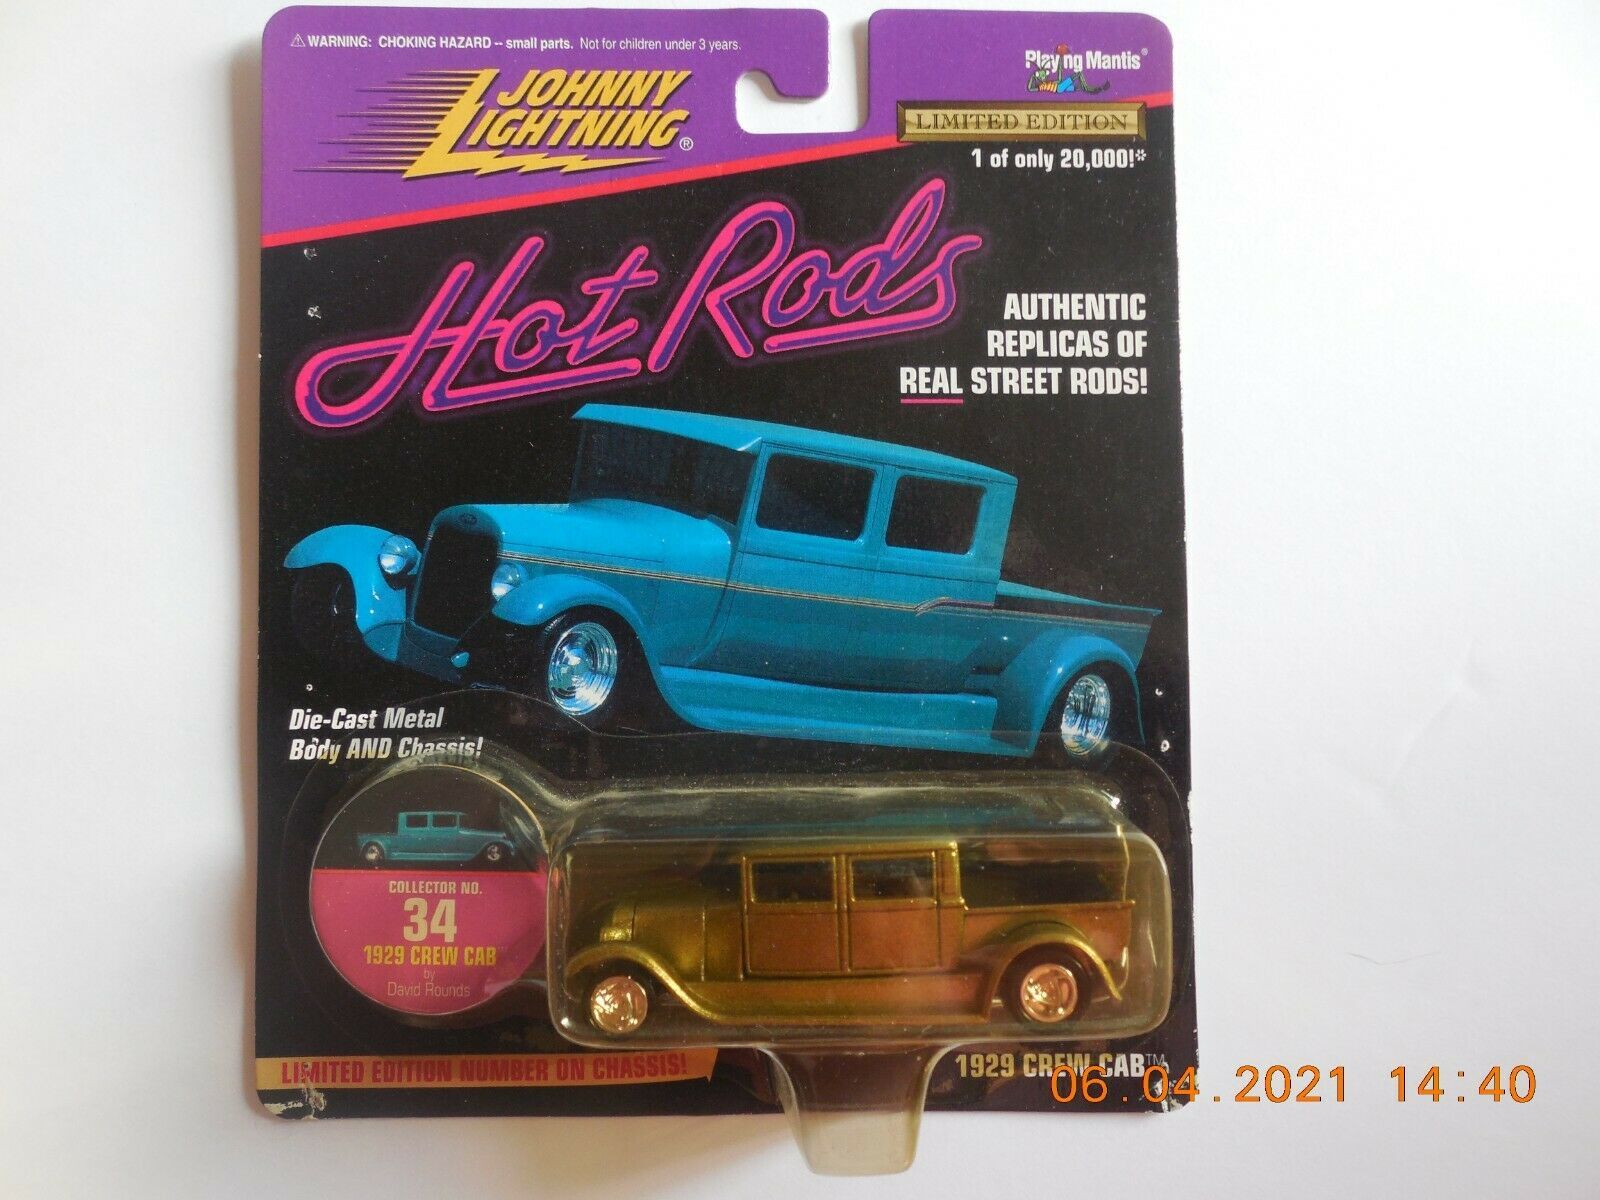 ⚠ WARNING: CHOKING HAZARD -- small parts. Not for children under 3 years.
JOHNNY
LIGHTNING®
Playing Mantis®
LIMITED EDITION
1 of only 20,000!*
Hot Rods
AUTHENTIC
REPLICAS OF
REAL STREET RODS!
Die-Cast Metal
Body AND Chassis!
COLLECTOR NO.
34
1929 CREW CAB™
by
David Rounds
LIMITED EDITION NUMBER ON CHASSIS!
1929 CREW CAB™
06.04.2021 14:40